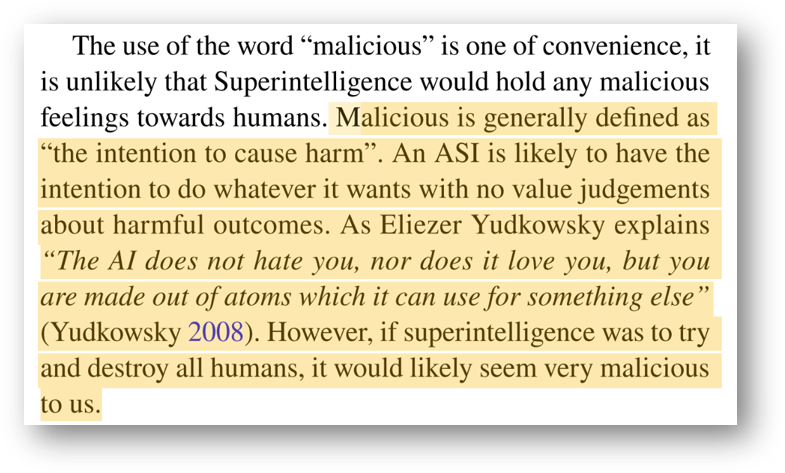 The use of the word “malicious” is one of convenience, it
is unlikely that Superintelligence would hold any malicious
feelings towards humans. Malicious is generally defined as
“the intention to cause harm”. An ASI is likely to have the
intention to do whatever it wants with no value judgements
about harmful outcomes. As Eliezer Yudkowsky explains
“The AI does not hate you, nor does it love you, but you
are made out of atoms which it can use for something else”
(Yudkowsky 2008). However, if superintelligence was to try
and destroy all humans, it would likely seem very malicious
to us.